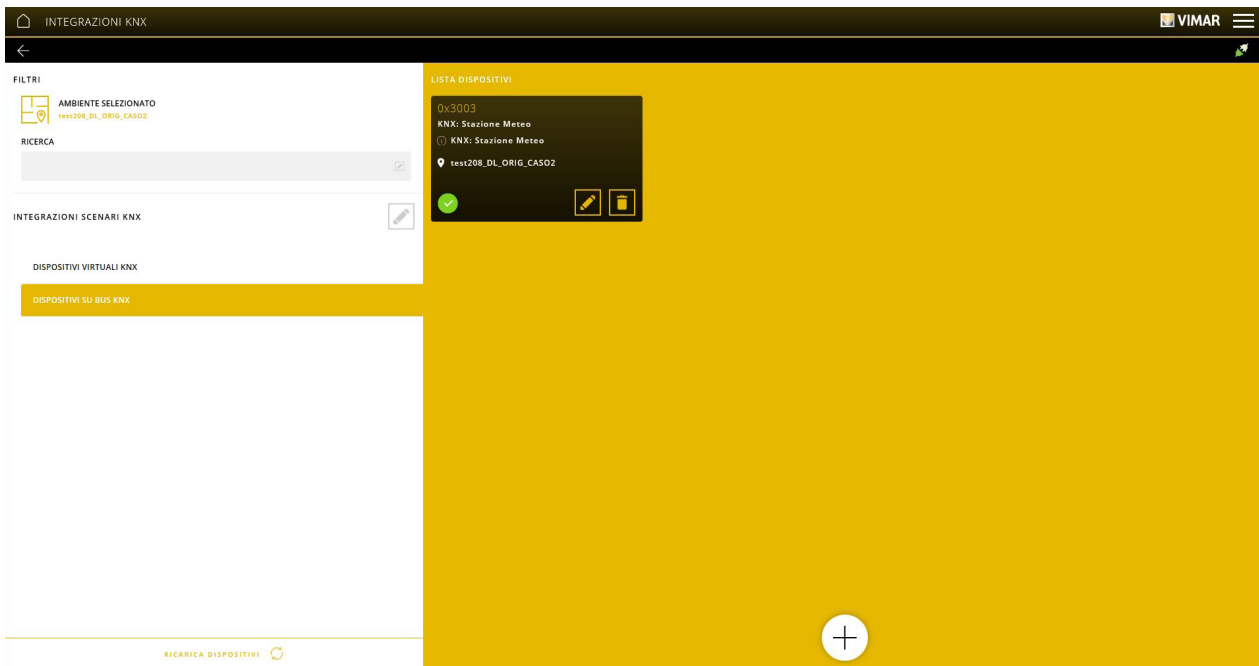 INTEGRAZIONI KNX
VIMAR
FILTRI
AMBIENTE SELEZIONATO
test208_DL_ORIG_CASO2
RICERCA
INTEGRAZIONI SCENARI KNX
DISPOSITIVI VIRTUALI KNX
DISPOSITIVI SU BUS KNX
RICARICA DISPOSITIVI
LISTA DISPOSITIVI
0x3003
KNX: Stazione Meteo
KNX: Stazione Meteo
test208_DL_ORIG_CASO2